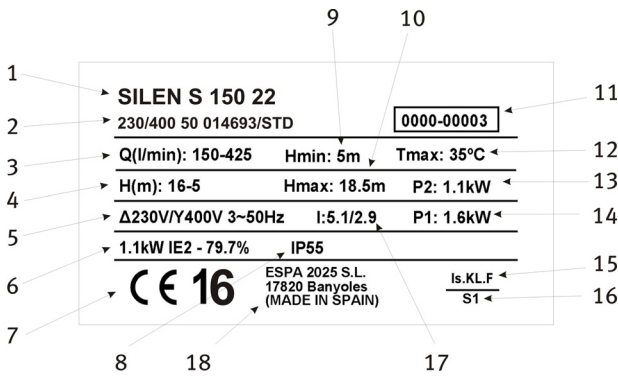 9
10
1
SILEN S 150 22
11
2
230/400 50 014693/STD
0000-00003
3
Q(l/min): 150-425 Hmin: 5m Tmax: 35ºC
12
4
H(m): 16-5 Hmax: 18.5m P2: 1.1kW
13
5
Δ230V/Y400V 3~50Hz I:5.1/2.9 P1: 1.6kW
14
6
1.1kW IE2 - 79.7% IP55
7
CE 16
ESPA 2025 S.L.
17820 Banyoles
(MADE IN SPAIN)
Is.KL.F
15
S1
16
8
18
17